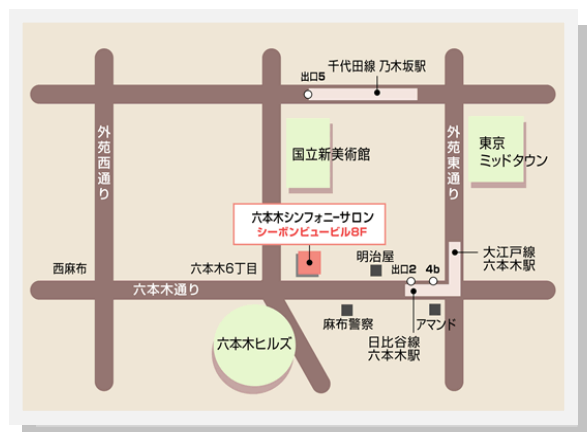 千代田線 乃木坂駅
出口5
外苑西通り
国立新美術館
外苑東通り
東京
ミッドタウン
六本木シンフォニーサロン
シーボンビュービル8F
西麻布
六本木6丁目
明治屋
出口2
4b
大江戸線
六本木駅
六本木通り
麻布警察
アマンド
日比谷線
六本木駅
六本木ヒルズ